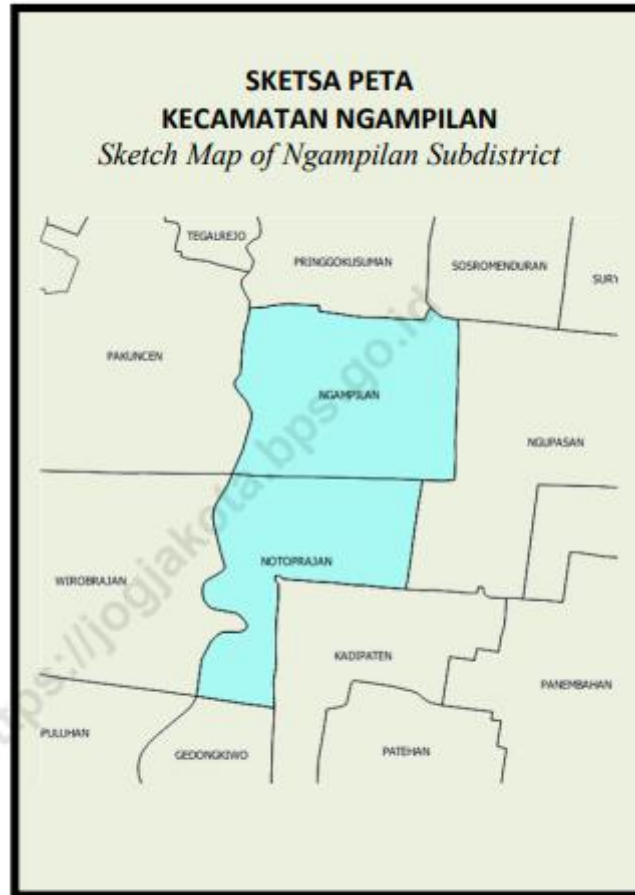 SKETSA PETA
KECAMATAN NGAMPILAN
Sketch Map of Ngampilan Subdistrict
TEGALREJO
PRINGGOKUSUMAN
SOSROMENDURAN
SURY
PAKUNCEN
NGAMPILAN
NGUPASAN
NOTOPRAJAN
WIROBRAJAN
KADIPATEN
PANEMBAHAN
PULUHAN
GEDONGKIWO
PATEHAN
https://jogjakota.bps.go.id